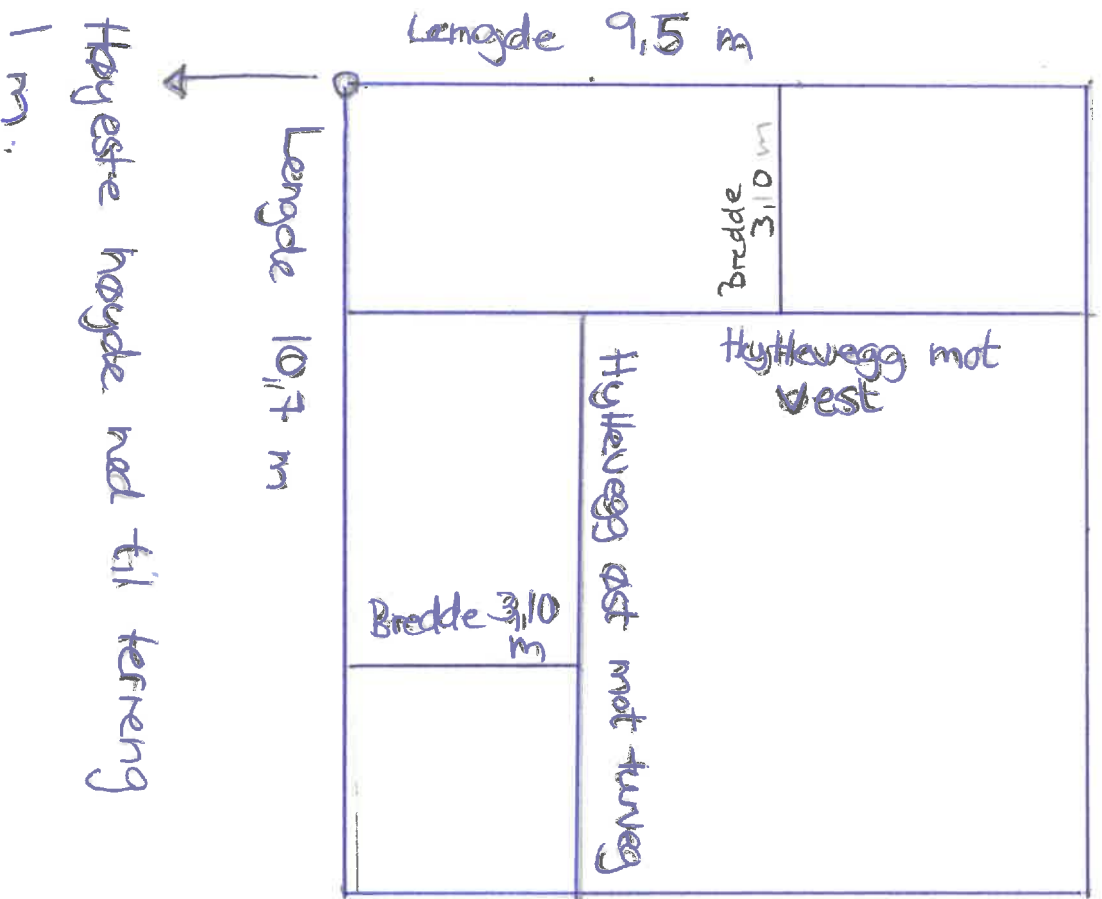 Lengde 9,5 m
Bredde
3,10 m
Hyttevegg mot
vest
Lengde 10,7 m
Høyeste høyde ned til terreng
1 m.
Hyttevegg øst mot turveg
Bredde 3,10
m